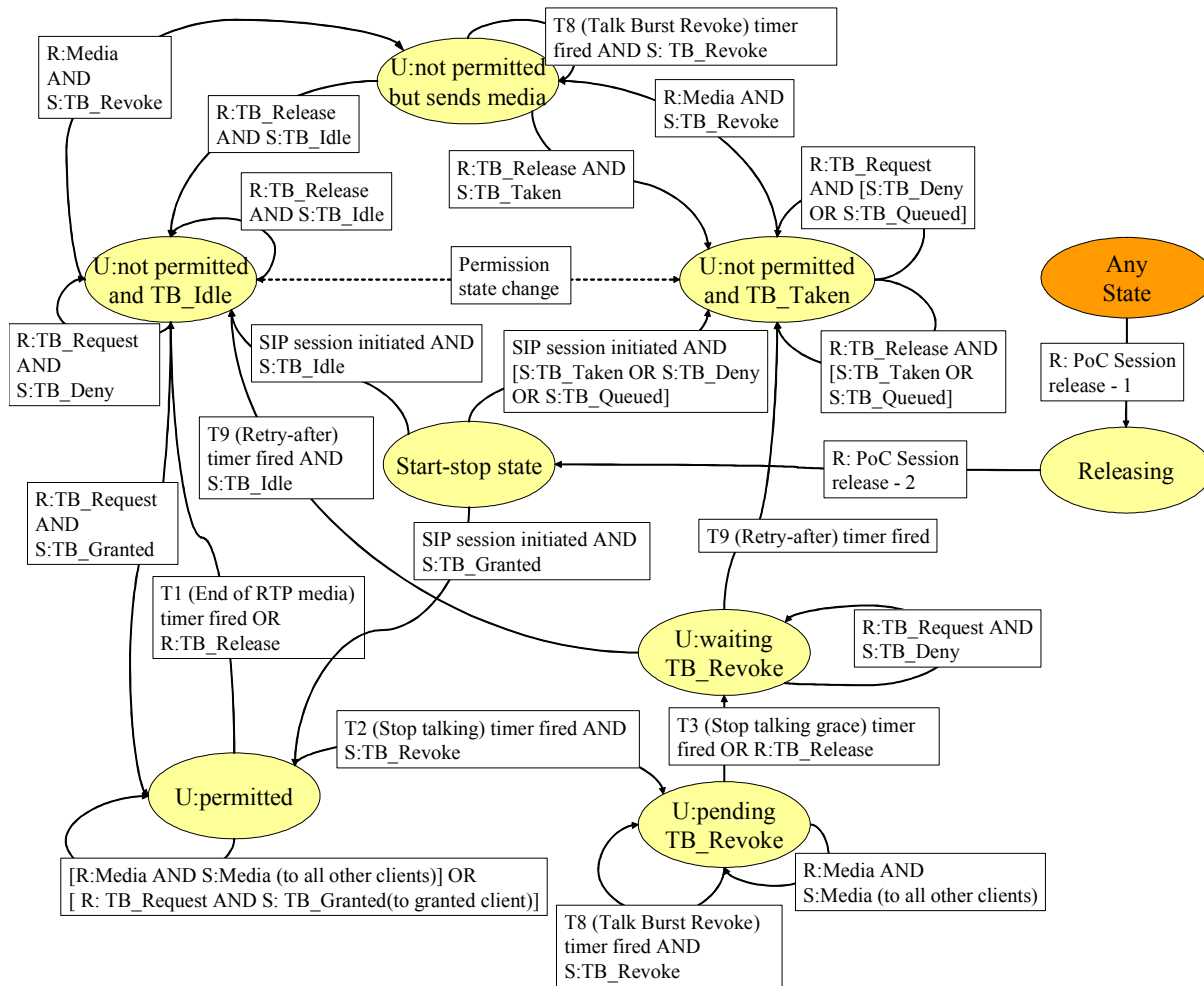 T8 (Talk Burst Revoke) timer
fired AND S: TB_Revoke
R:Media
AND
S:TB_Revoke
U:not permitted
but sends media
R:Media AND
S:TB_Revoke
R:TB_Release
AND S:TB_Idle
R:TB_Release AND
S:TB_Taken
R:TB_Request
AND [S:TB_Deny
OR S:TB_Queued]
R:TB_Release
AND S:TB_Idle
U:not permitted
and TB_Idle
Permission
state change
U:not permitted
and TB_Taken
Any
State
R:TB_Request
AND
S:TB_Deny
SIP session initiated AND
S:TB_Idle
SIP session initiated AND
[S:TB_Taken OR S:TB_Deny
OR S:TB_Queued]
R:TB_Release AND
[S:TB_Taken OR
S:TB_Queued]
R: PoC Session
release - 1
T9 (Retry-after)
timer fired AND
S:TB_Idle
Start-stop state
R: PoC Session
release - 2
Releasing
R:TB_Request
AND
S:TB_Granted
SIP session initiated AND
S:TB_Granted
T9 (Retry-after) timer fired
T1 (End of RTP media)
timer fired OR
R:TB_Release
U:waiting
TB_Revoke
R:TB_Request AND
S:TB_Deny
T2 (Stop talking) timer fired AND
S:TB_Revoke
T3 (Stop talking grace) timer
fired OR R:TB_Release
U:permitted
U:pending
TB_Revoke
[R:Media AND S:Media (to all other clients)] OR
[ R: TB_Request AND S: TB_Granted(to granted client)]
R:Media AND
S:Media (to all other clients)
T8 (Talk Burst Revoke)
timer fired AND
S:TB_Revoke